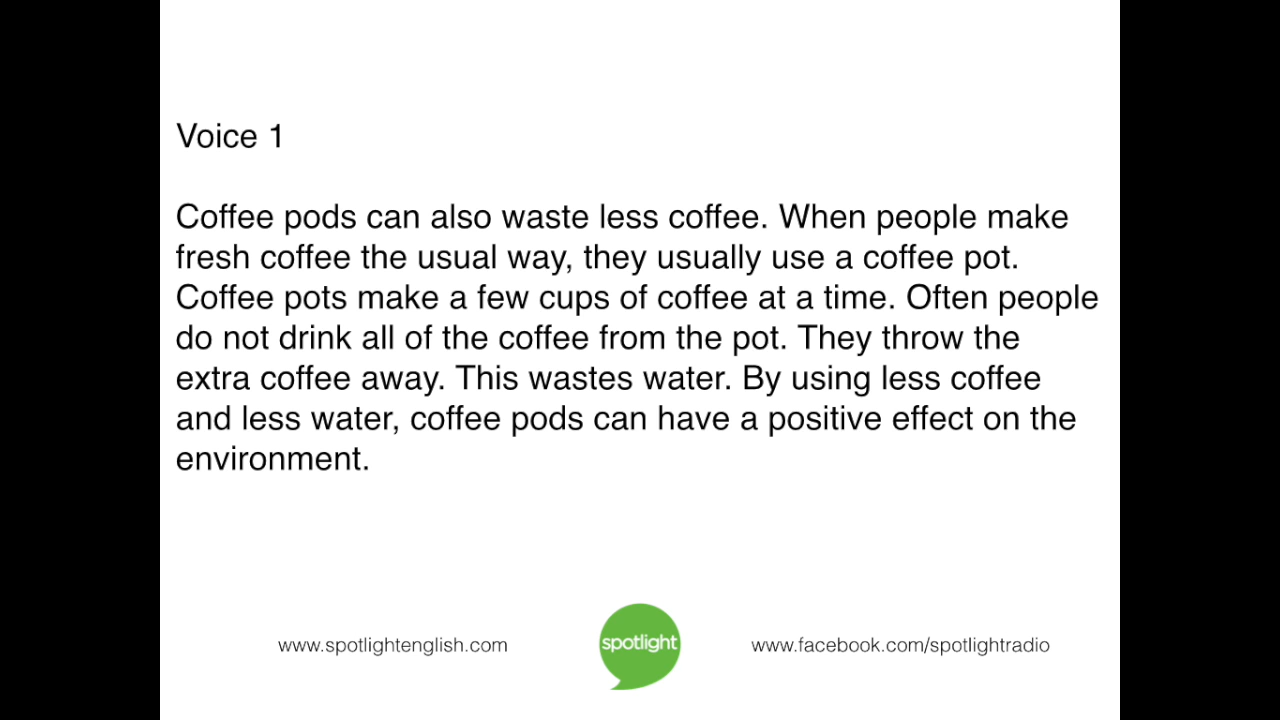 Voice 1
Coffee pods can also waste less coffee. When people make
fresh coffee the usual way, they usually use a coffee pot.
Coffee pots make a few cups of coffee at a time. Often people
do not drink all of the coffee from the pot. They throw the
extra coffee away. This wastes water. By using less coffee
and less water, coffee pods can have a positive effect on the
environment.
www.spotlightenglish.com
spotlight
www.facebook.com/spotlightradio